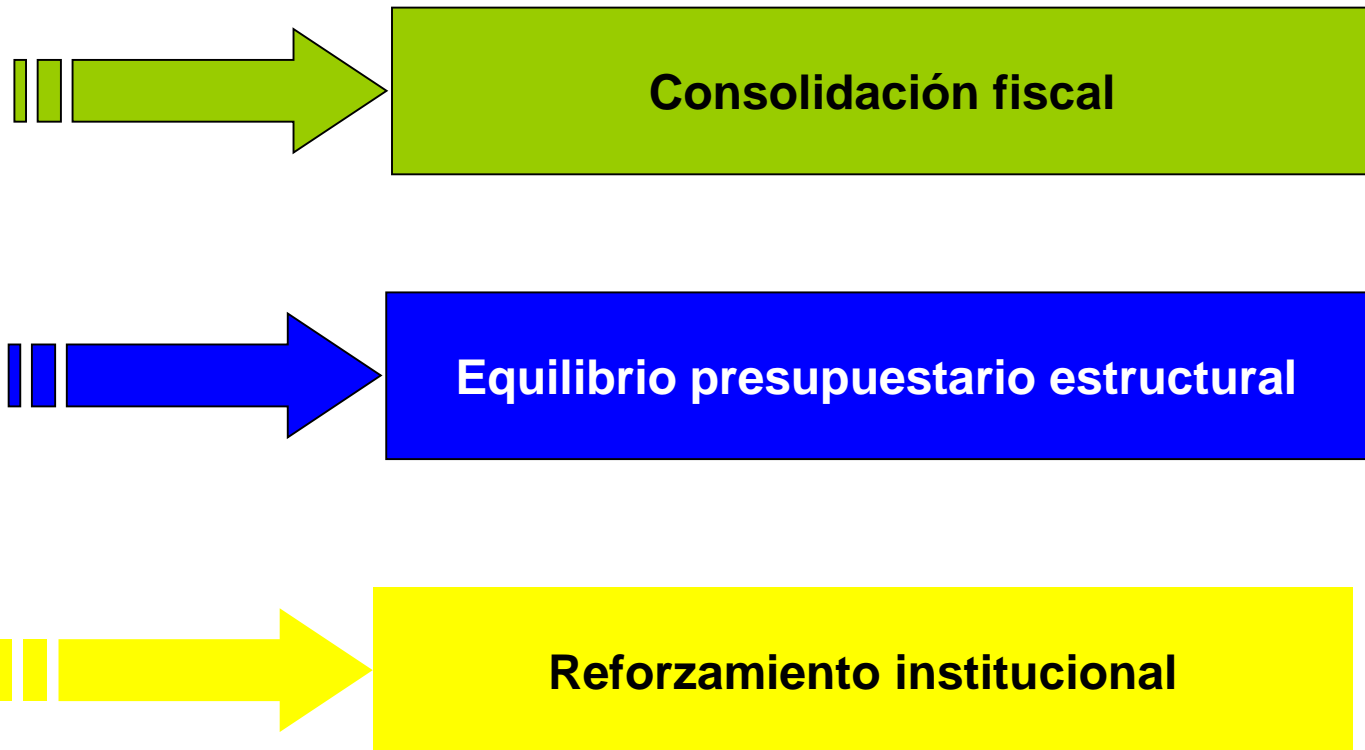 Consolidación fiscal
Equilibrio presupuestario estructural
Reforzamiento institucional